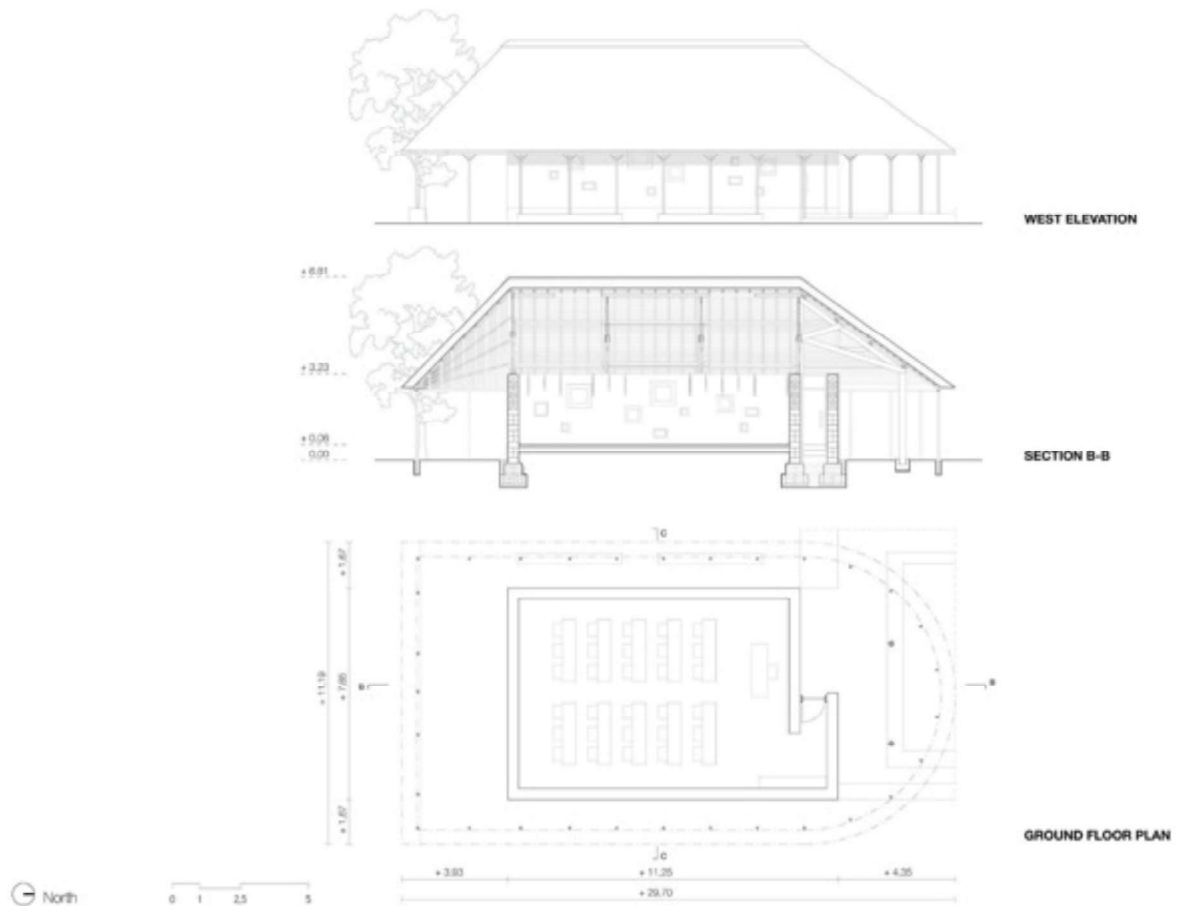 WEST ELEVATION
+ 6.81
+ 3.23
+ 0.06
0.00
SECTION B-B
C
+ 1,67
+ 11,19
+ 7,85
B
B
B
B
+ 1,67
C
GROUND FLOOR PLAN
+ 3,93
+ 11,25
+ 4,35
+ 29,70
North
0 1 2,5 5